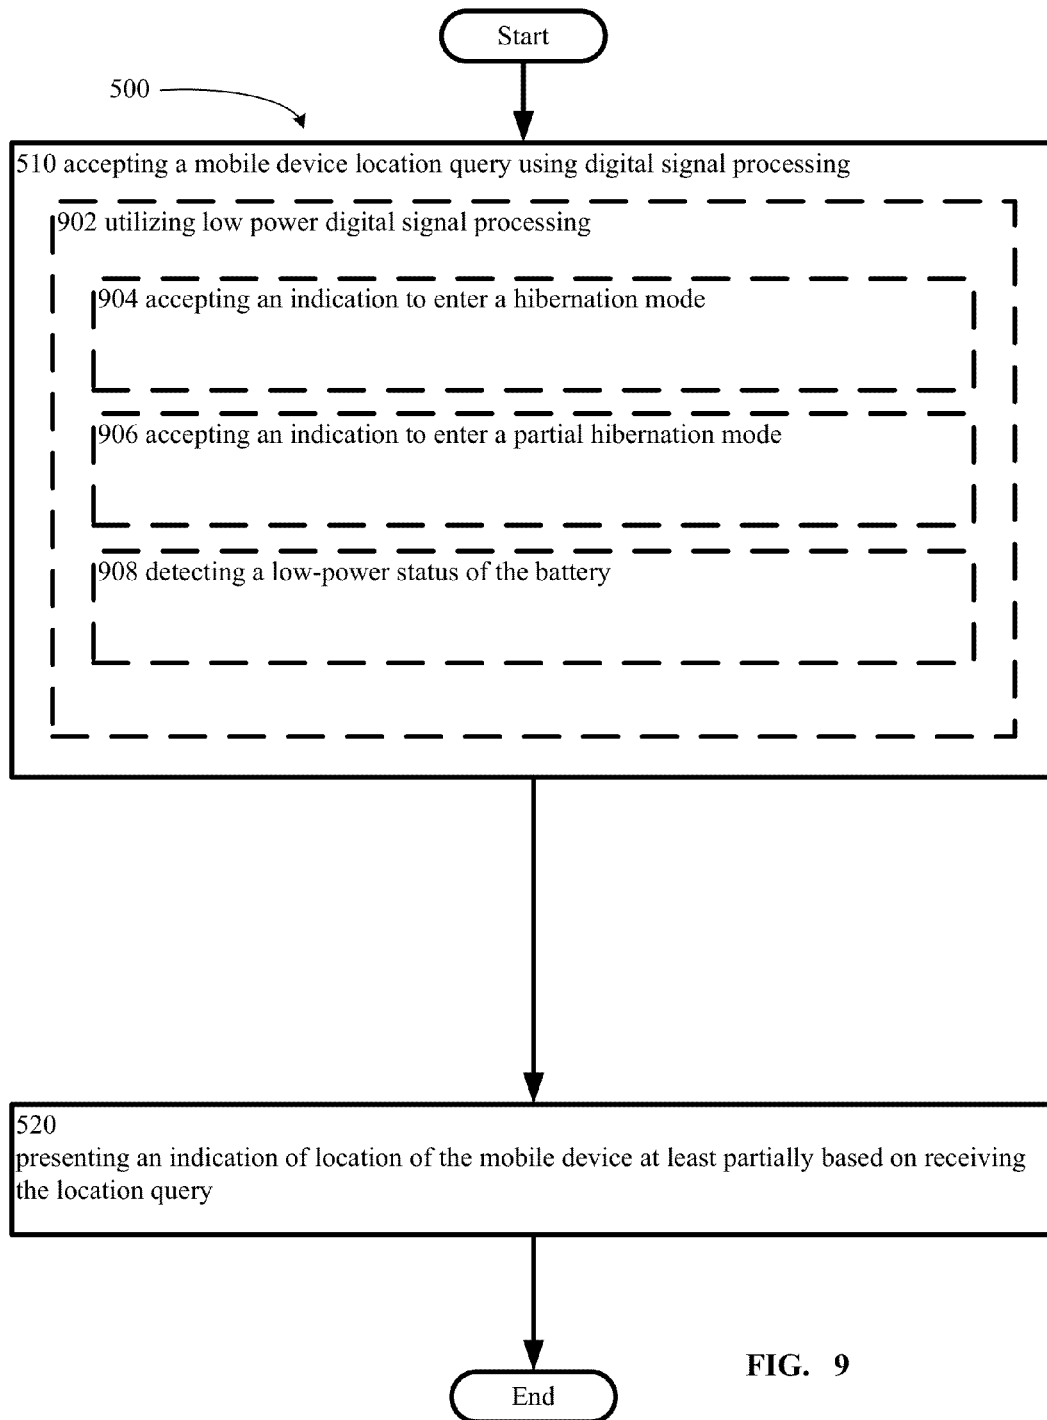 Start
500
510 accepting a mobile device location query using digital signal processing
902 utilizing low power digital signal processing
904 accepting an indication to enter a hibernation mode
906 accepting an indication to enter a partial hibernation mode
908 detecting a low-power status of the battery
520
presenting an indication of location of the mobile device at least partially based on receiving
the location query
FIG. 9
End